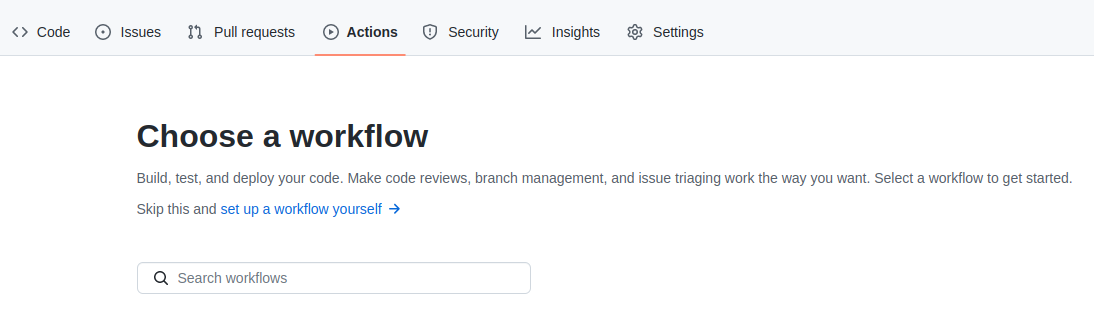 Code Issues Pull requests Actions Security Insights Settings
Choose a workflow
Build, test, and deploy your code. Make code reviews, branch management, and issue triaging work the way you want. Select a workflow to get started.
Skip this and set up a workflow yourself →
Search workflows